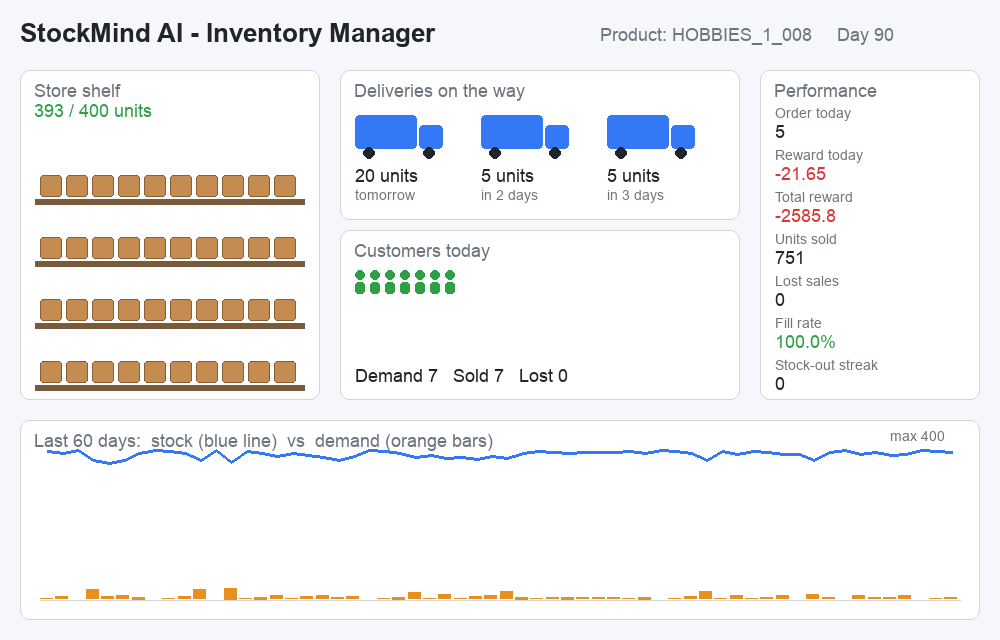 StockMind AI - Inventory Manager
Product: HOBBIES_1_008 Day 90
Store shelf
393 / 400 units
Deliveries on the way
20 units
tomorrow
5 units
in 2 days
5 units
in 3 days
Customers today
Demand 7 Sold 7 Lost 0
Performance
Order today
5
Reward today
-21.65
Total reward
-2585.8
Units sold
751
Lost sales
0
Fill rate
100.0%
Stock-out streak
0
Last 60 days: stock (blue line) vs demand (orange bars)
max 400